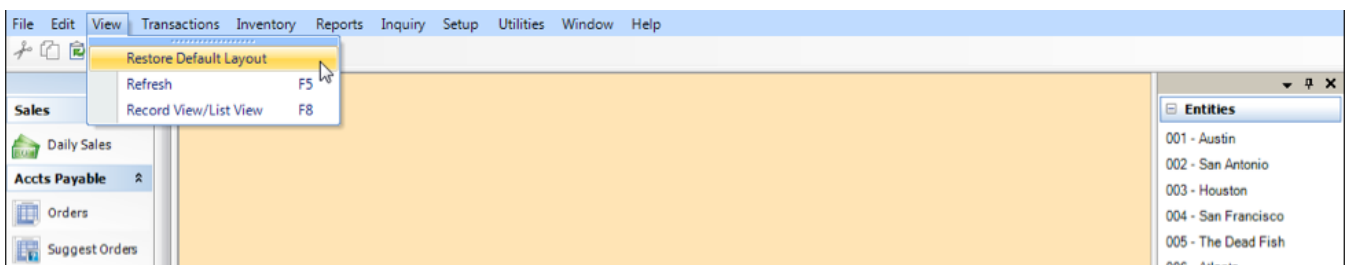 File Edit View Transactions Inventory Reports Inquiry Setup Utilities Window Help
Restore Default Layout
Refresh F5
Record View/List View F8
Sales
Daily Sales
Accts Payable
Orders
Suggest Orders
Entities
001 - Austin
002 - San Antonio
003 - Houston
004 - San Francisco
005 - The Dead Fish